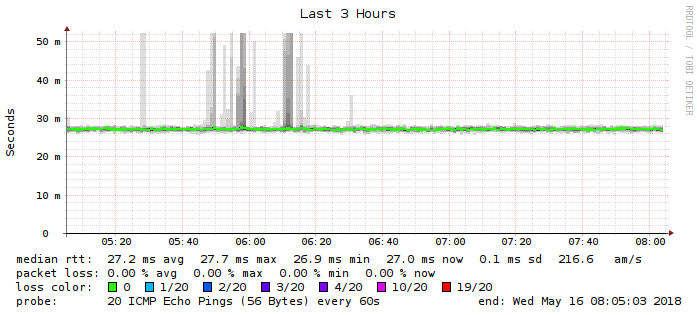 Last 3 Hours
RRDTOOL / TOBI OETIKER
Seconds
50 m
40 m
30 m
20 m
10 m
0
05:20 05:40 06:00 06:20 06:40 07:00 07:20 07:40 08:00
median rtt: 27.2 ms avg 27.7 ms max 26.9 ms min 27.0 ms now 0.1 ms sd 216.6 am/s
packet loss: 0.00 % avg 0.00 % max 0.00 % min 0.00 % now
loss color: 0 1/20 2/20 3/20 4/20 10/20 19/20
probe: 20 ICMP Echo Pings (56 Bytes) every 60s end: Wed May 16 08:05:03 2018